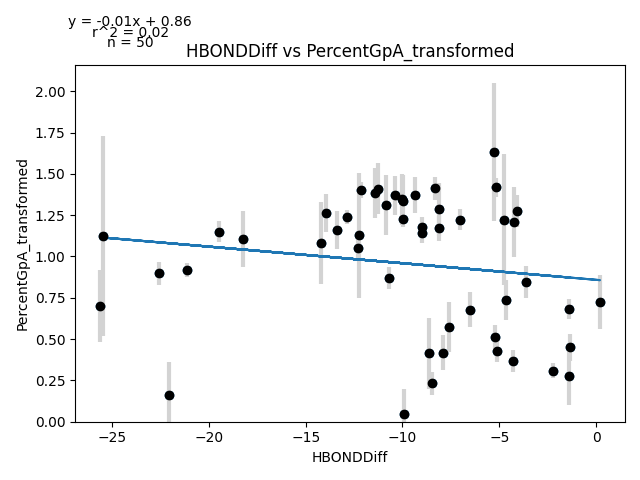 y = -0.01x + 0.86
r^2 = 0.02
n = 50
HBONDDiff vs PercentGpA_transformed
PercentGpA_transformed
2.00
1.75
1.50
1.25
1.00
0.75
0.50
0.25
0.00
−25
−20
−15
−10
−5
0
HBONDDiff